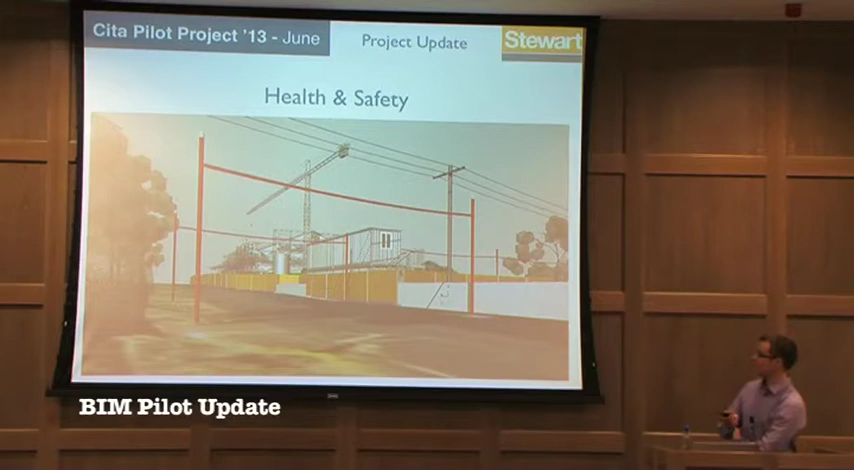 Cita Pilot Project '13 - June
Project Update
Stewart
Health & Safety
BIM Pilot Update